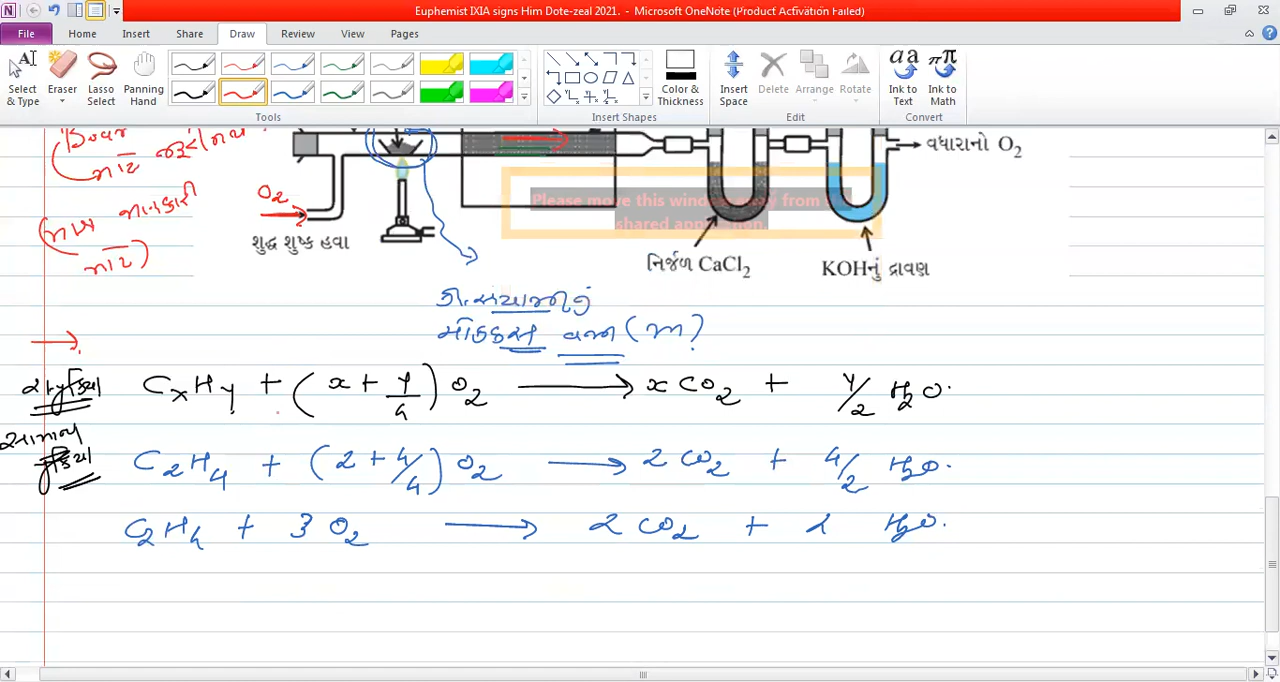 Euphemist IXIA signs Him Dote-zeal 2021. - Microsoft OneNote (Product Activation Failed)
File Home Insert Share Draw Review View Pages
Select & Type
Eraser
Lasso Select
Panning Hand
Color & Thickness
Insert Space
Delete
Arrange
Rotate
Ink to Text
Ink to Math
Tools
Insert Shapes
Edit
Convert
વધારાનો O2
O2
Please move this window away from the shared application
શુદ્ધ શુષ્ક હવા
નિર્જળ CaCl2
KOHનું દ્રાવણ
વજન (m)
CxHy + (x + y/4) O2 → x CO2 + y/2 H2O.
સામાન્ય
C2H4 + (2 + 4/4) O2 → 2 CO2 + 4/2 H2O.
C2H4 + 3 O2 → 2 CO2 + 2 H2O.